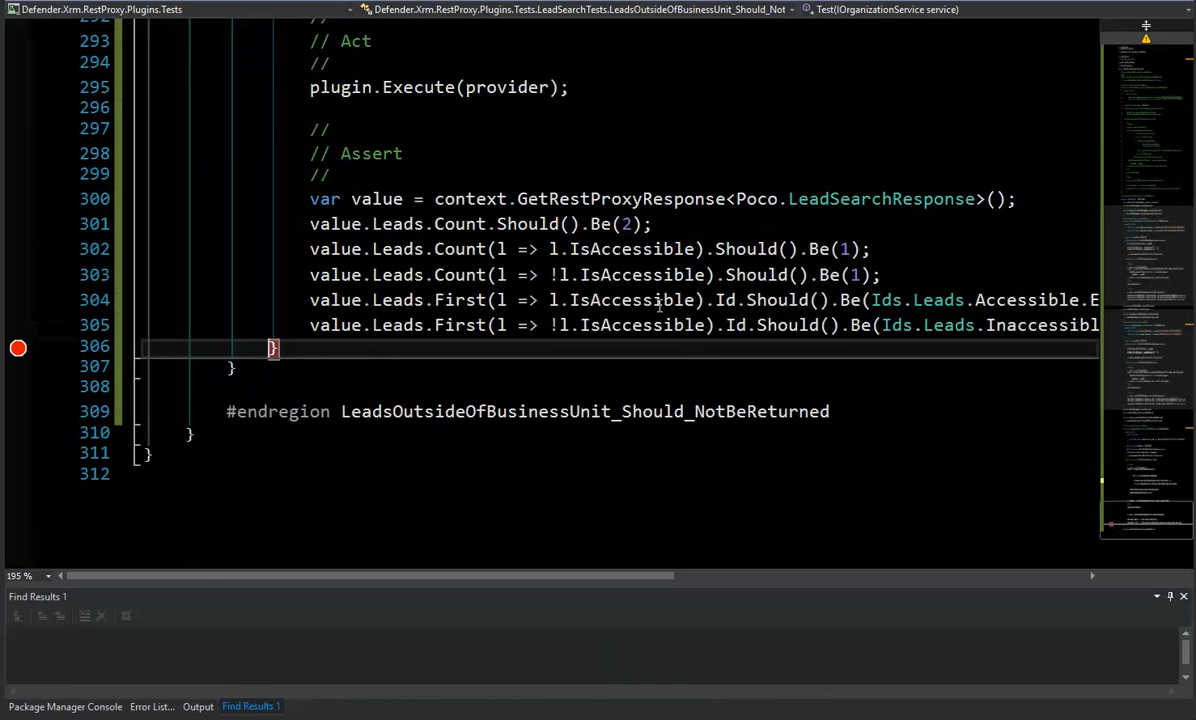 Defender.Xrm.RestProxy.Plugins.Tests Defender.Xrm.RestProxy.Plugins.Tests.LeadSearchTests.LeadsOutsideOfBusinessUnit_Should_Not Test(IOrganizationService service)
292 //
293 // Act
294 //
295 plugin.Execute(provider);
296
297 //
298 // Assert
299 //
300 var value = context.GetRestProxyResponse<Poco.LeadSearchResponse>();
301 value.Leads.Count.Should().Be(2);
302 value.Leads.Count(l => l.IsAccessible).Should().Be(1);
303 value.Leads.Count(l => !l.IsAccessible).Should().Be(1);
304 value.Leads.First(l => l.IsAccessible).Id.Should().Be(Ids.Leads.Accessible.E
305 value.Leads.First(l => !l.IsAccessible).Id.Should().Be(Ids.Leads.Inaccessibl
306 }
307 }
308
309 #endregion LeadsOutsideOfBusinessUnit_Should_NotBeReturned
310 }
311 }
312
195 %
Find Results 1
Package Manager Console Error List... Output Find Results 1